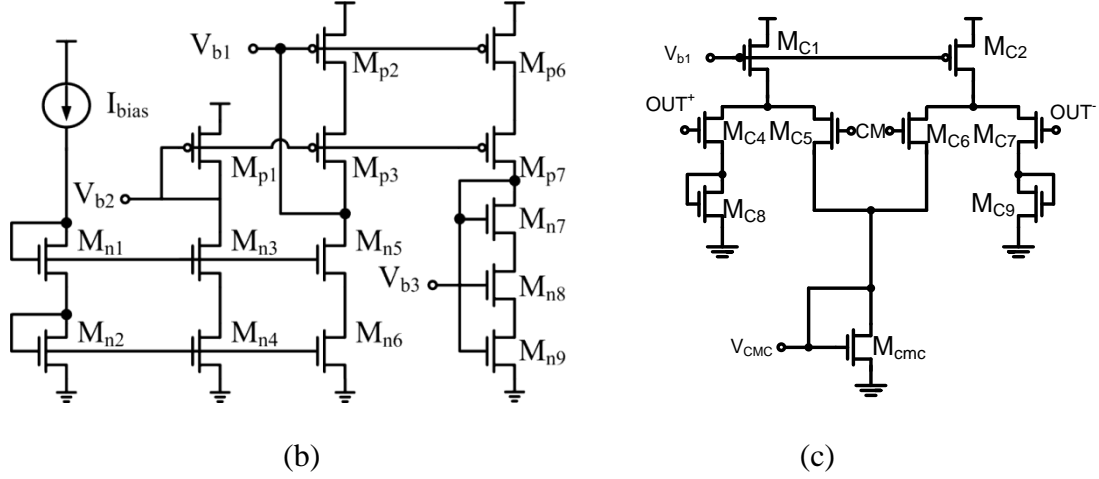 V_b1
M_p2
M_p6
I_bias
M_p1
M_p3
M_p7
V_b2
M_n1
M_n3
M_n5
M_n7
V_b3
M_n8
M_n2
M_n4
M_n6
M_n9
(b)
V_b1
M_C1
M_C2
OUT⁺
OUT⁻
M_C4
M_C5
CM
M_C6
M_C7
M_C8
M_C9
V_CMC
M_cmc
(c)